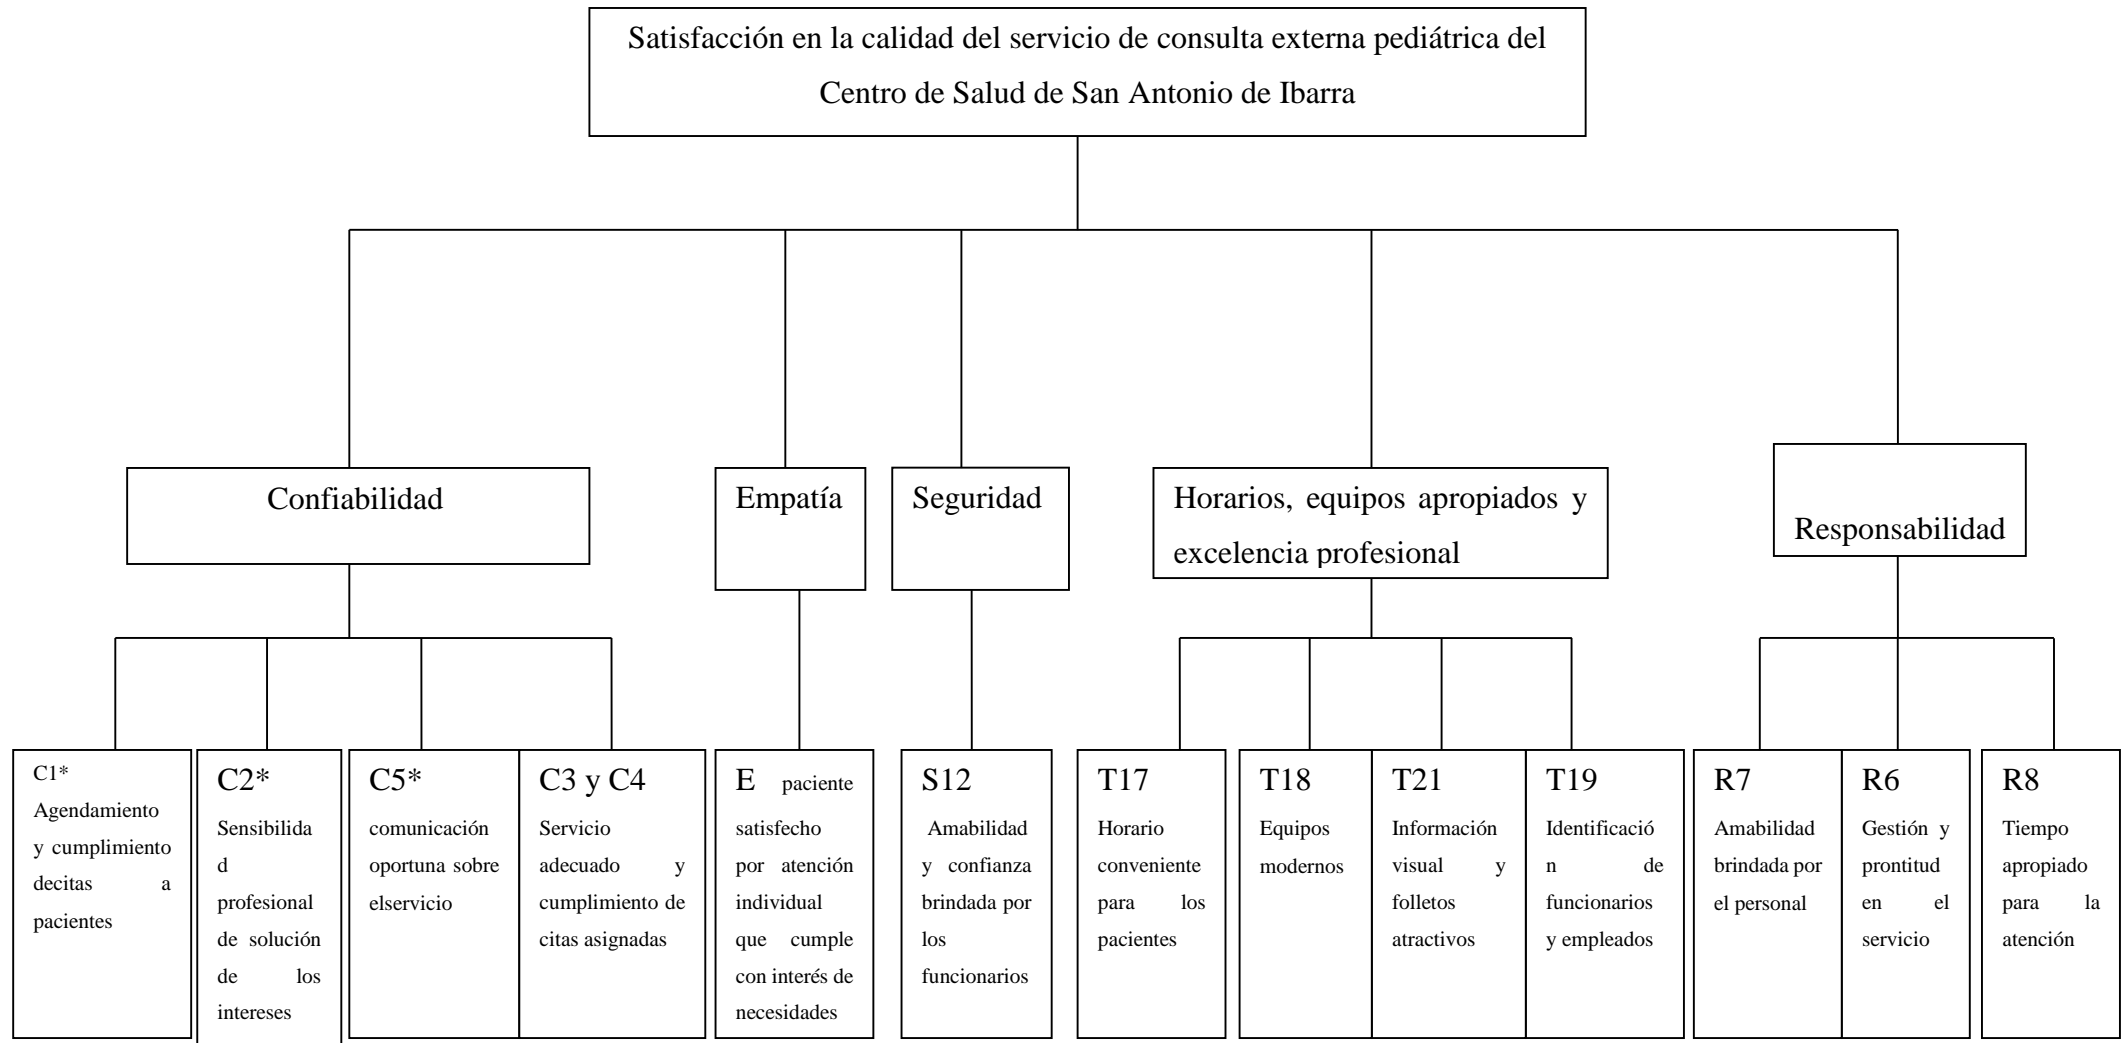 Satisfacción en la calidad del servicio de consulta externa pediátrica del
Centro de Salud de San Antonio de Ibarra
Confiabilidad
Empatía
Seguridad
Horarios, equipos apropiados y
excelencia profesional
Responsabilidad
C1*
Agendamiento
y cumplimiento
decitas a
pacientes
C2*
Sensibilida
d
profesional
de solución
de los
intereses
C5*
comunicación
oportuna sobre
elservicio
C3 y C4
Servicio
adecuado y
cumplimiento de
citas asignadas
E paciente
satisfecho
por atención
individual
que cumple
con interés de
necesidades
S12
Amabilidad
y confianza
brindada por
los
funcionarios
T17
Horario
conveniente
para los
pacientes
T18
Equipos
modernos
T21
Información
visual y
folletos
atractivos
T19
Identificació
n de
funcionarios
y empleados
R7
Amabilidad
brindada por
el personal
R6
Gestión y
prontitud
en el
servicio
R8
Tiempo
apropiado
para la
atención